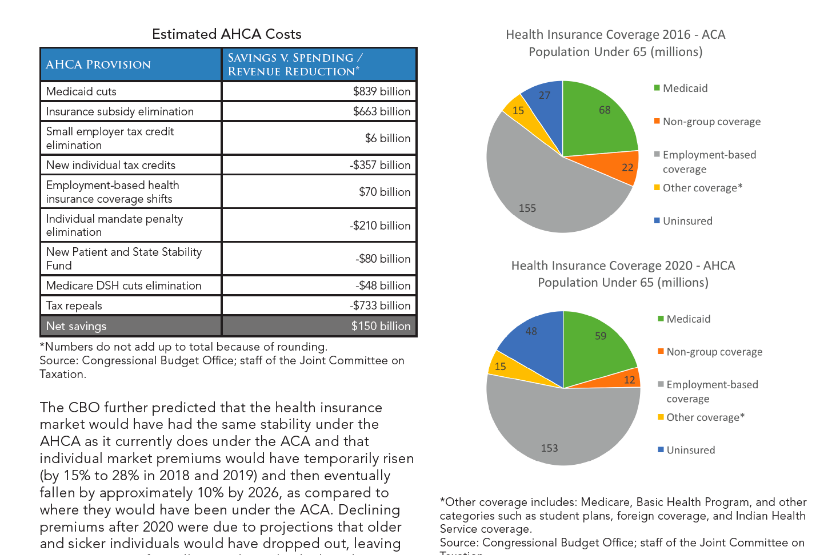 Estimated AHCA Costs
AHCA Provision
Savings v. Spending /
Revenue Reduction*
Medicaid cuts $839 billion
Insurance subsidy elimination $663 billion
Small employer tax credit
elimination $6 billion
New individual tax credits -$357 billion
Employment-based health
insurance coverage shifts $70 billion
Individual mandate penalty
elimination -$210 billion
New Patient and State Stability
Fund -$80 billion
Medicare DSH cuts elimination -$48 billion
Tax repeals -$733 billion
Net savings $150 billion
*Numbers do not add up to total because of rounding.
Source: Congressional Budget Office; staff of the Joint Committee on
Taxation.
The CBO further predicted that the health insurance
market would have had the same stability under the
AHCA as it currently does under the ACA and that
individual market premiums would have temporarily risen
(by 15% to 28% in 2018 and 2019) and then eventually
fallen by approximately 10% by 2026, as compared to
where they would have been under the ACA. Declining
premiums after 2020 were due to projections that older
and sicker individuals would have dropped out, leaving
Health Insurance Coverage 2016 - ACA
Population Under 65 (millions)
27
15
68
22
155
Medicaid
Non-group coverage
Employment-based
coverage
Other coverage*
Uninsured
Health Insurance Coverage 2020 - AHCA
Population Under 65 (millions)
48
59
15
12
153
Medicaid
Non-group coverage
Employment-based
coverage
Other coverage*
Uninsured
*Other coverage includes: Medicare, Basic Health Program, and other
categories such as student plans, foreign coverage, and Indian Health
Service coverage.
Source: Congressional Budget Office; staff of the Joint Committee on